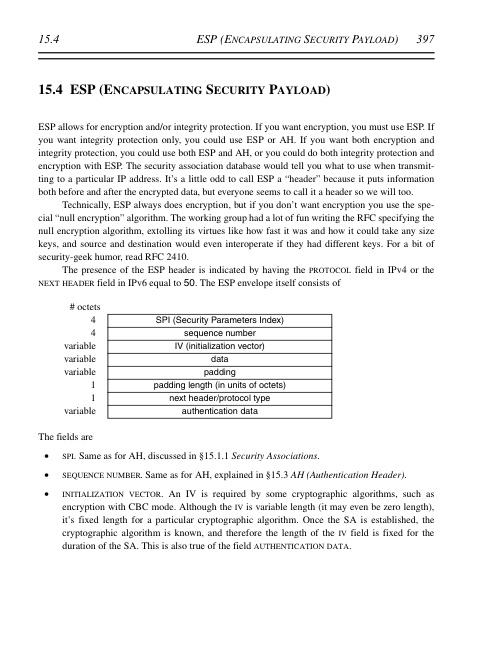 15.4 ESP (ENCAPSULATING SECURITY PAYLOAD) 397
15.4 ESP (ENCAPSULATING SECURITY PAYLOAD)
ESP allows for encryption and/or integrity protection. If you want encryption, you must use ESP. If
you want integrity protection only, you could use ESP or AH. If you want both encryption and
integrity protection, you could use both ESP and AH, or you could do both integrity protection and
encryption with ESP. The security association database would tell you what to use when transmit-
ting to a particular IP address. It's a little odd to call ESP a “header” because it puts information
both before and after the encrypted data, but everyone seems to call it a header so we will too.
Technically, ESP always does encryption, but if you don't want encryption you use the spe-
cial “null encryption” algorithm. The working group had a lot of fun writing the RFC specifying the
null encryption algorithm, extolling its virtues like how fast it was and how it could take any size
keys, and source and destination would even interoperate if they had different keys. For a bit of
security-geek humor, read RFC 2410.
The presence of the ESP header is indicated by having the PROTOCOL field in IPv4 or the
NEXT HEADER field in IPv6 equal to 50. The ESP envelope itself consists of
# octets
4 SPI (Security Parameters Index)
4 sequence number
variable IV (initialization vector)
variable data
variable padding
1 padding length (in units of octets)
1 next header/protocol type
variable authentication data
The fields are
• SPI. Same as for AH, discussed in §15.1.1 Security Associations.
• SEQUENCE NUMBER. Same as for AH, explained in §15.3 AH (Authentication Header).
• INITIALIZATION VECTOR. An IV is required by some cryptographic algorithms, such as
encryption with CBC mode. Although the IV is variable length (it may even be zero length),
it's fixed length for a particular cryptographic algorithm. Once the SA is established, the
cryptographic algorithm is known, and therefore the length of the IV field is fixed for the
duration of the SA. This is also true of the field AUTHENTICATION DATA.